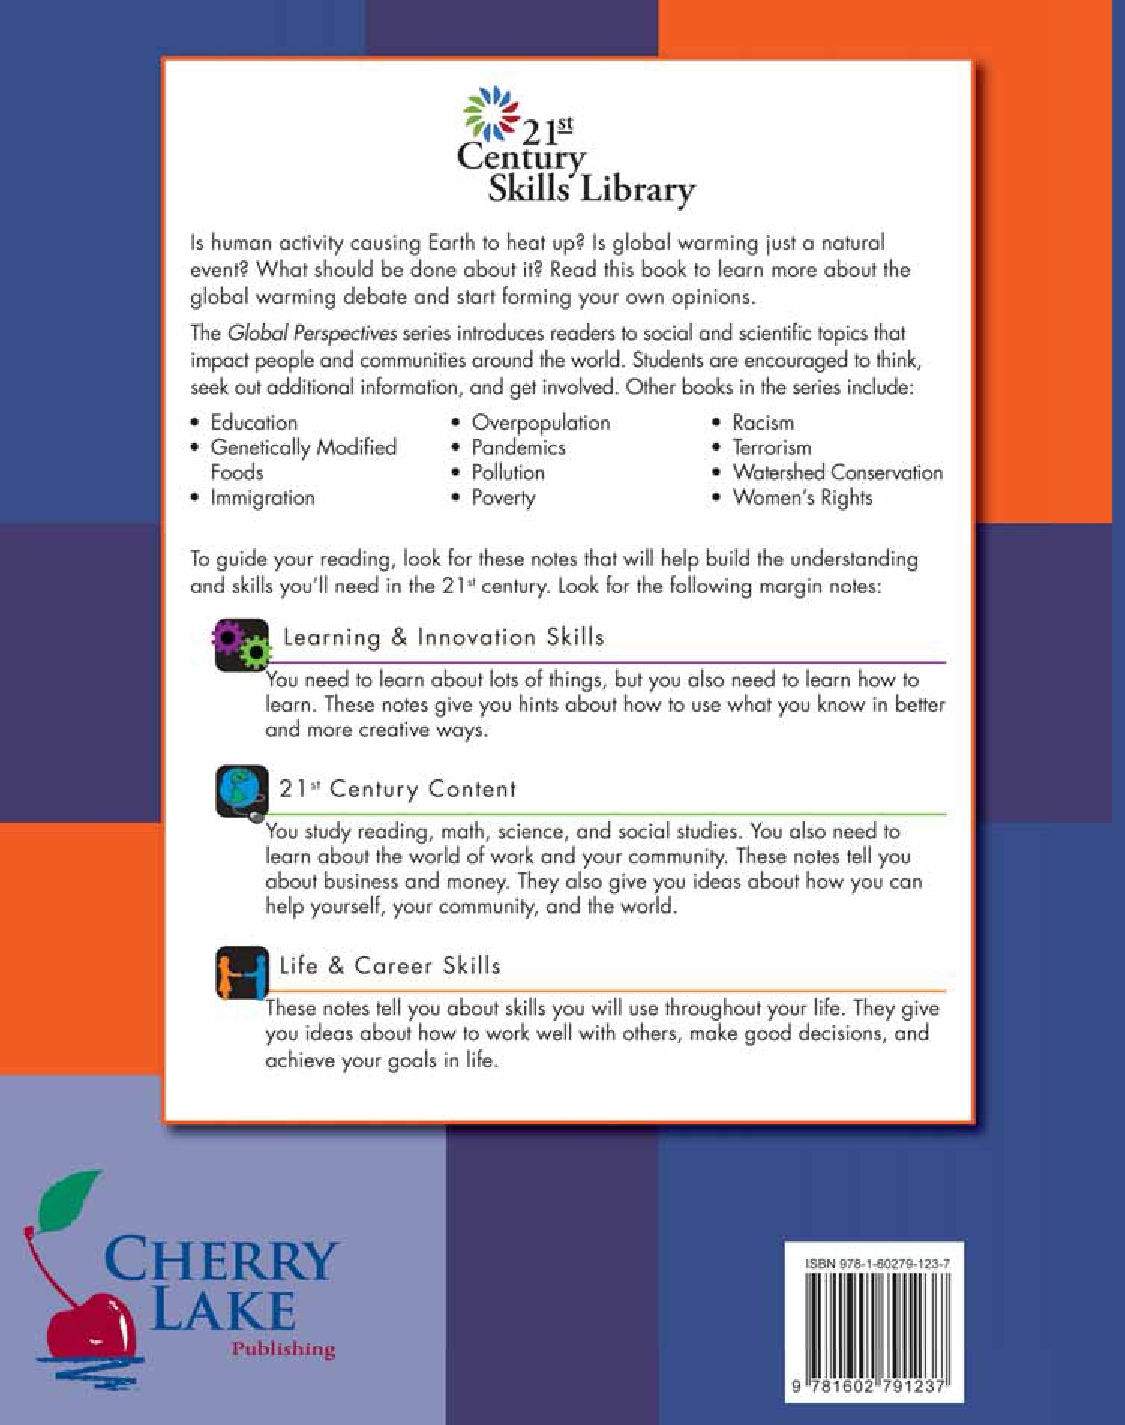 21st
Century
Skills Library
Is human activity causing Earth to heat up? Is global warming just a natural
event? What should be done about it? Read this book to learn more about the
global warming debate and start forming your own opinions.
The Global Perspectives series introduces readers to social and scientific topics that
impact people and communities around the world. Students are encouraged to think,
seek out additional information, and get involved. Other books in the series include:
• Education
• Genetically Modified
Foods
• Immigration
• Overpopulation
• Pandemics
• Pollution
• Poverty
• Racism
• Terrorism
• Watershed Conservation
• Women's Rights
To guide your reading, look for these notes that will help build the understanding
and skills you'll need in the 21st century. Look for the following margin notes:
Learning & Innovation Skills
You need to learn about lots of things, but you also need to learn how to
learn. These notes give you hints about how to use what you know in better
and more creative ways.
21st Century Content
You study reading, math, science, and social studies. You also need to
learn about the world of work and your community. These notes tell you
about business and money. They also give you ideas about how you can
help yourself, your community, and the world.
Life & Career Skills
These notes tell you about skills you will use throughout your life. They give
you ideas about how to work well with others, make good decisions, and
achieve your goals in life.
CHERRY
LAKE
Publishing
ISBN 978-1-60279-123-7
9 781602 791237